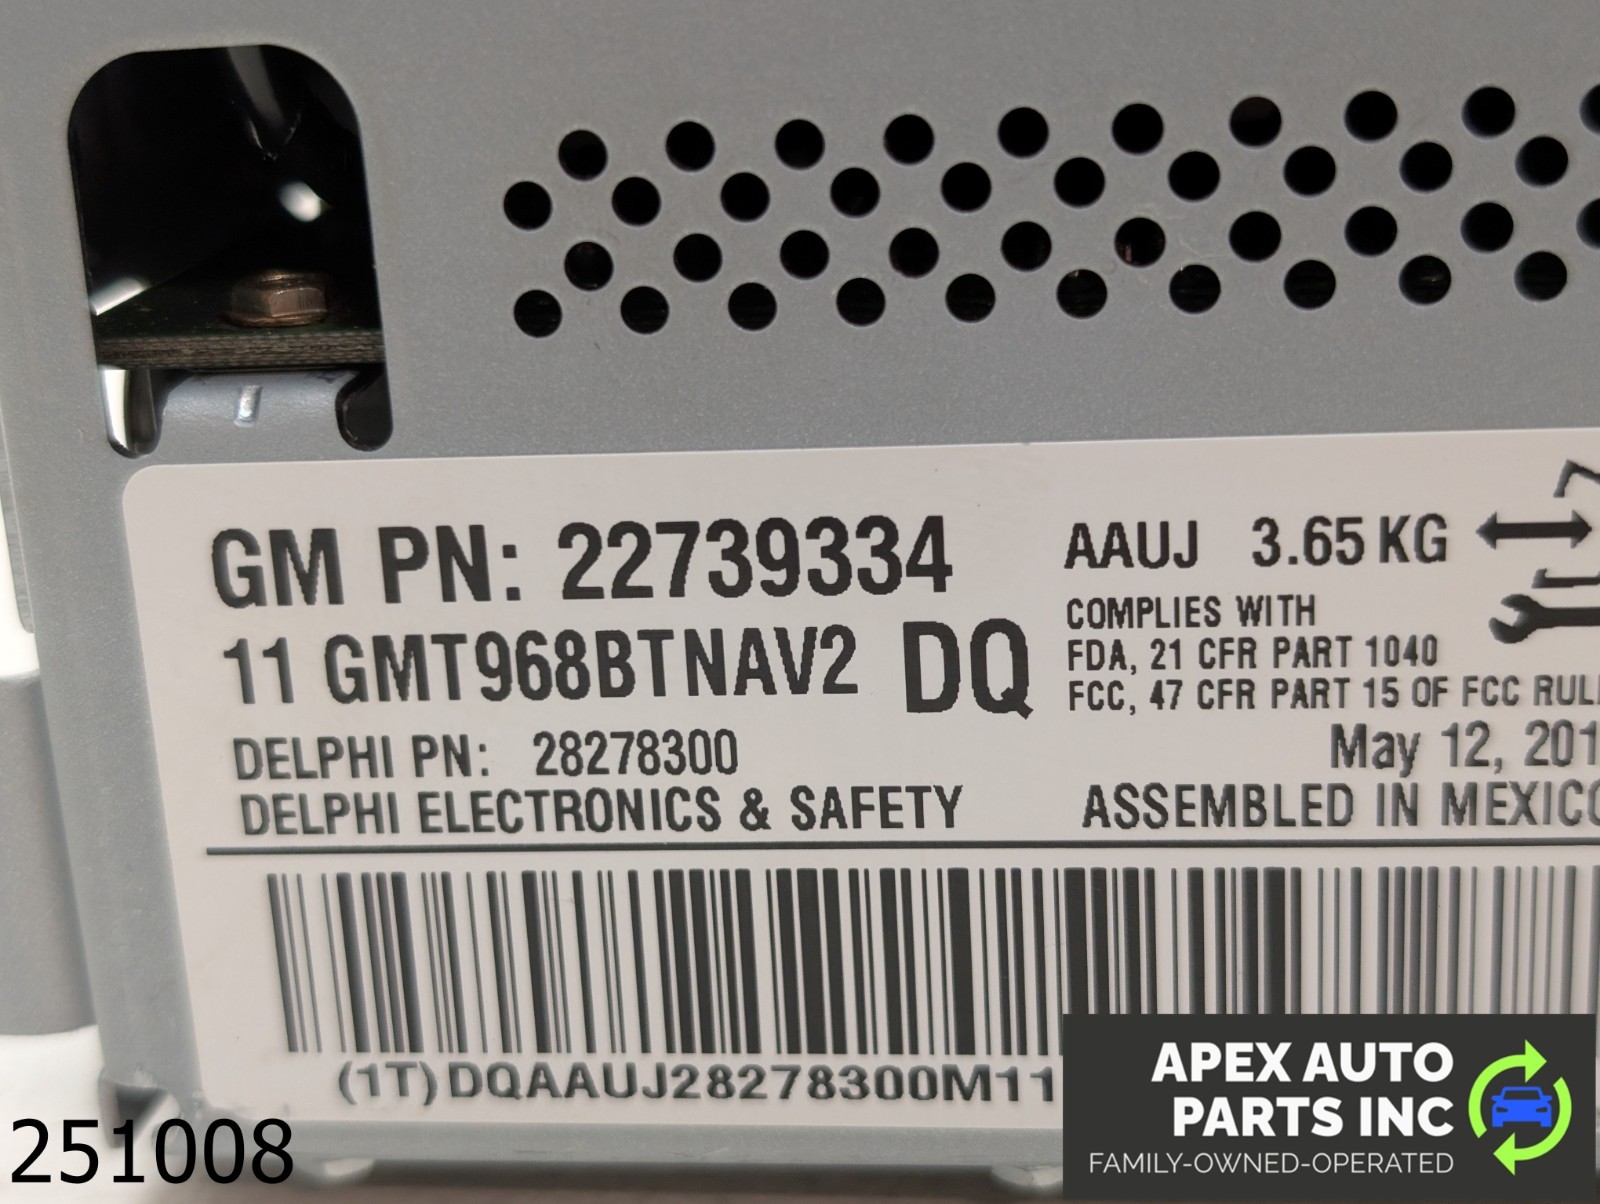 GM PN: 22739334
AAUJ 3.65 KG
11 GMT968BTNAV2 DQ
COMPLIES WITH
FDA, 21 CFR PART 1040
FCC, 47 CFR PART 15 OF FCC RUL
DELPHI PN: 28278300
May 12, 201
DELPHI ELECTRONICS & SAFETY
ASSEMBLED IN MEXICO
(1T) DQAAUJ28278300M11
APEX AUTO
PARTS INC
FAMILY-OWNED-OPERATED
251008